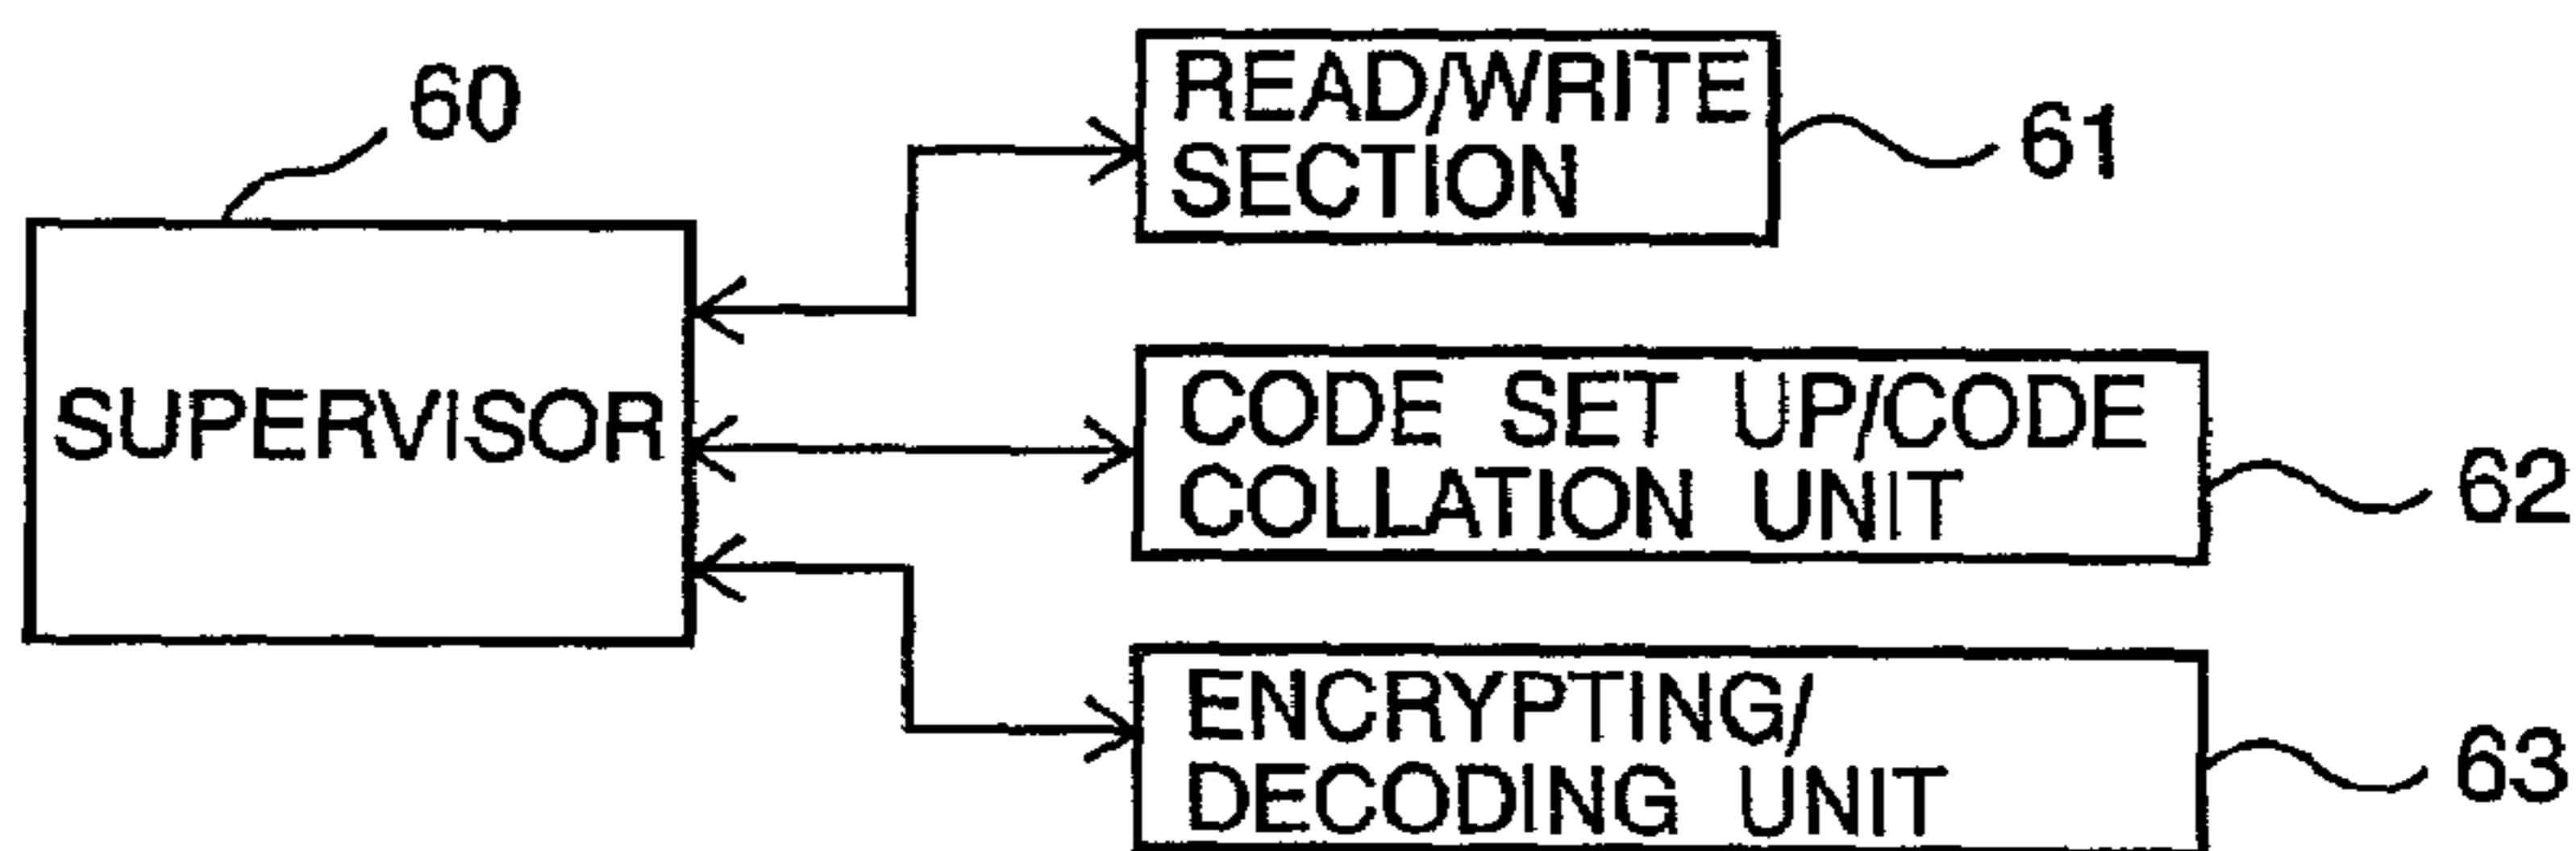 60
READ/WRITE
SECTION
61
SUPERVISOR
CODE SET UP/CODE
COLLATION UNIT
62
ENCRYPTING/
DECODING UNIT
63